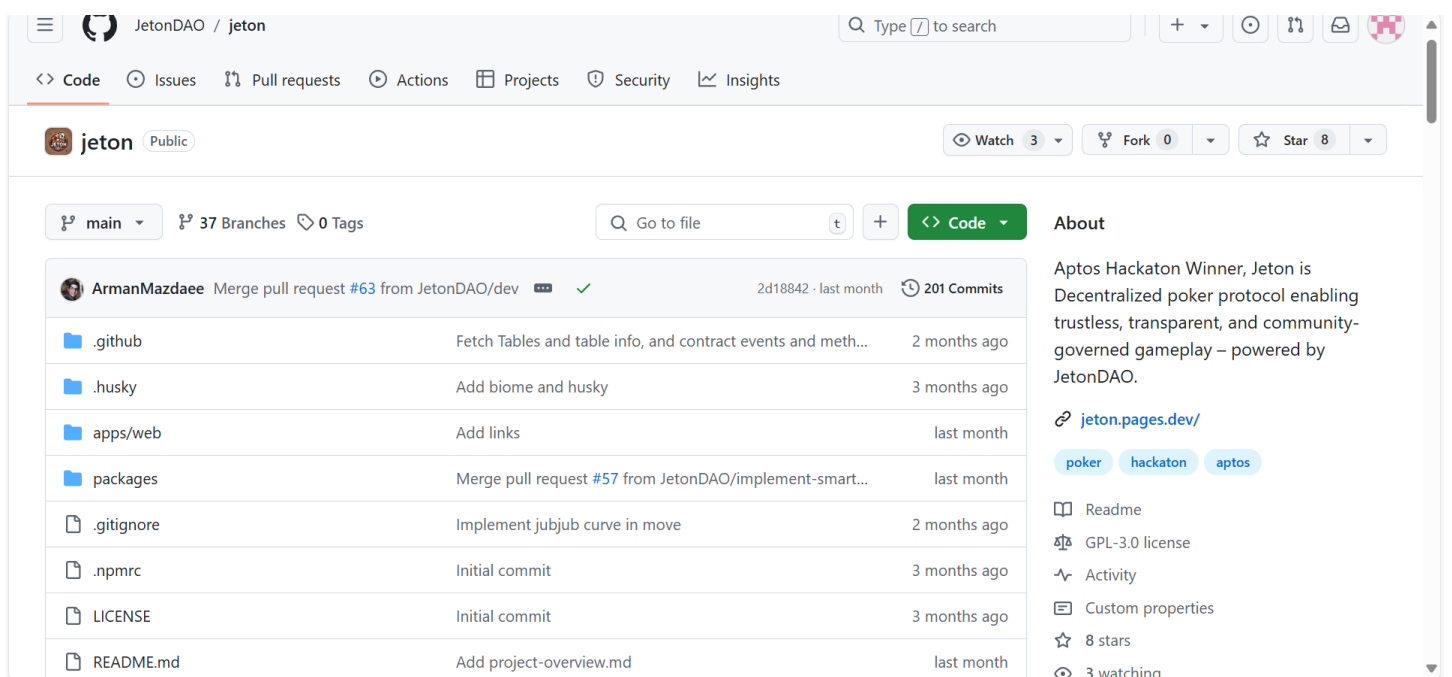 JetonDAO / jeton
Type / to search
Code Issues Pull requests Actions Projects Security Insights
jeton Public
Watch 3 Fork 0 Star 8
main 37 Branches 0 Tags Go to file t Code
ArmanMazdaee Merge pull request #63 from JetonDAO/dev 2d18842 · last month 201 Commits
.github Fetch Tables and table info, and contract events and meth... 2 months ago
.husky Add biome and husky 3 months ago
apps/web Add links last month
packages Merge pull request #57 from JetonDAO/implement-smart... last month
.gitignore Implement jubjub curve in move 2 months ago
.npmrc Initial commit 3 months ago
LICENSE Initial commit 3 months ago
README.md Add project-overview.md last month
About
Aptos Hackaton Winner, Jeton is
Decentralized poker protocol enabling
trustless, transparent, and community-
governed gameplay – powered by
JetonDAO.
jeton.pages.dev/
poker hackaton aptos
Readme
GPL-3.0 license
Activity
Custom properties
8 stars
3 watching